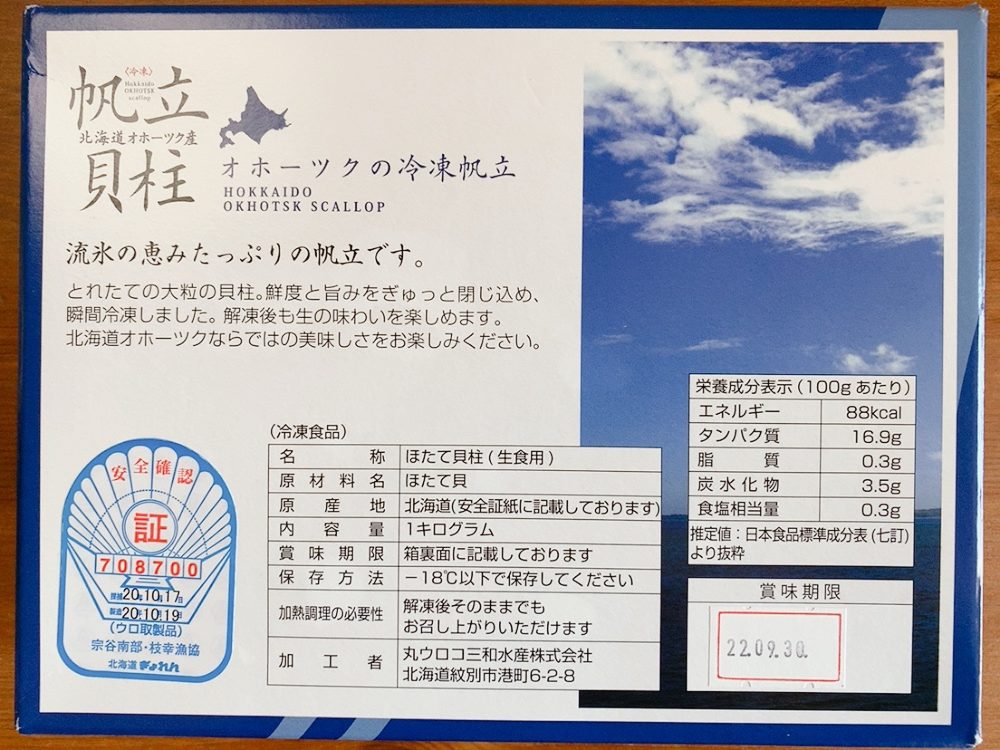 〈冷凍〉
Hokkaido
OKHOTSK
scallop
帆立
北海道オホーツク産
貝柱
オホーツクの冷凍帆立
HOKKAIDO
OKHOTSK SCALLOP
流氷の恵みたっぷりの帆立です。
とれたての大粒の貝柱。鮮度と旨みをぎゅっと閉じ込め、
瞬間冷凍しました。解凍後も生の味わいを楽しめます。
北海道オホーツクならではの美味しさをお楽しみください。
安全確認
証
708700
採捕 20.10.17
製造 20.10.19
(ウロ取製品)
宗谷南部・枝幸漁協
北海道ぎょれん
(冷凍食品)
名称 ほたて貝柱(生食用)
原材料名 ほたて貝
原産地 北海道(安全証紙に記載しております)
内容量 1キログラム
賞味期限 箱裏面に記載しております
保存方法 −18℃以下で保存してください
加熱調理の必要性 解凍後そのままでも
お召し上がりいただけます
加工者 丸ウロコ三和水産株式会社
北海道紋別市港町6-2-8
栄養成分表示(100gあたり)
エネルギー 88kcal
タンパク質 16.9g
脂質 0.3g
炭水化物 3.5g
食塩相当量 0.3g
推定値：日本食品標準成分表(七訂)
より抜粋
賞味期限
22.09.30.